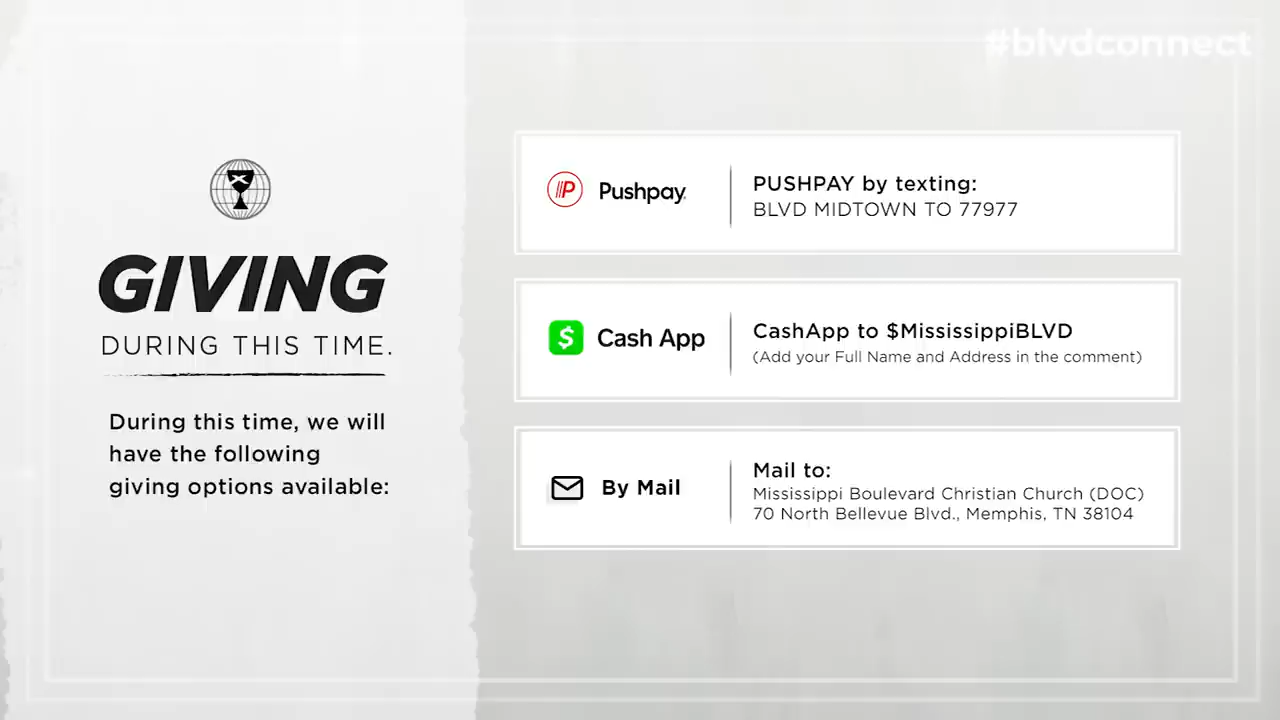 #blvdconnect
GIVING
DURING THIS TIME.
During this time, we will
have the following
giving options available:
Pushpay
PUSHPAY by texting:
BLVD MIDTOWN TO 77977
Cash App
CashApp to $MississippiBLVD
(Add your Full Name and Address in the comment)
By Mail
Mail to:
Mississippi Boulevard Christian Church (DOC)
70 North Bellevue Blvd., Memphis, TN 38104